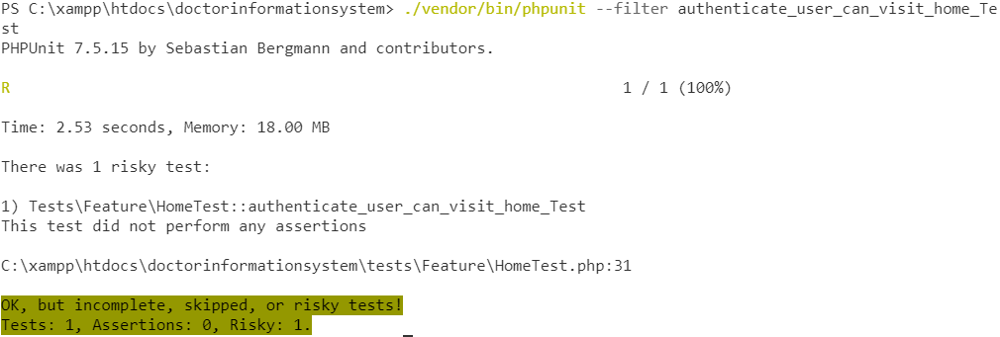 PS C:\xampp\htdocs\doctorinformationsystem> ./vendor/bin/phpunit --filter authenticate_user_can_visit_home_Te
st
PHPUnit 7.5.15 by Sebastian Bergmann and contributors.
R 1 / 1 (100%)
Time: 2.53 seconds, Memory: 18.00 MB
There was 1 risky test:
1) Tests\Feature\HomeTest::authenticate_user_can_visit_home_Test
This test did not perform any assertions
C:\xampp\htdocs\doctorinformationsystem\tests\Feature\HomeTest.php:31
OK, but incomplete, skipped, or risky tests!
Tests: 1, Assertions: 0, Risky: 1.